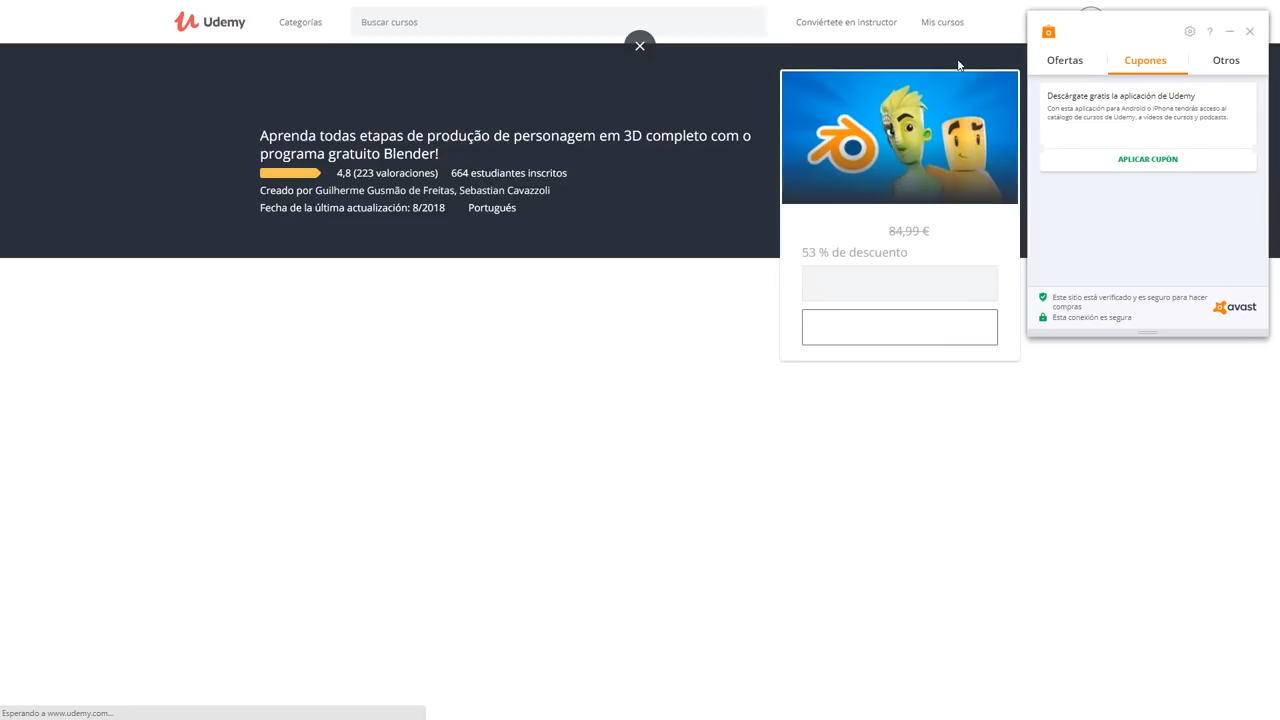 Udemy
Categorías
Buscar cursos
Conviértete en instructor
Mis cursos
Aprenda todas etapas de produção de personagem em 3D completo com o
programa gratuito Blender!
4,8 (223 valoraciones) 664 estudiantes inscritos
Creado por Guilherme Gusmão de Freitas, Sebastian Cavazzoli
Fecha de la última actualización: 8/2018 Portugués
84,99 €
53 % de descuento
?
Ofertas
Cupones
Otros
Descárgate gratis la aplicación de Udemy
Con esta aplicación para Android o iPhone tendrás acceso al
catálogo de cursos de Udemy, a vídeos de cursos y podcasts.
APLICAR CUPÓN
Este sitio está verificado y es seguro para hacer
compras
Esta conexión es segura
avast
Esperando a www.udemy.com...